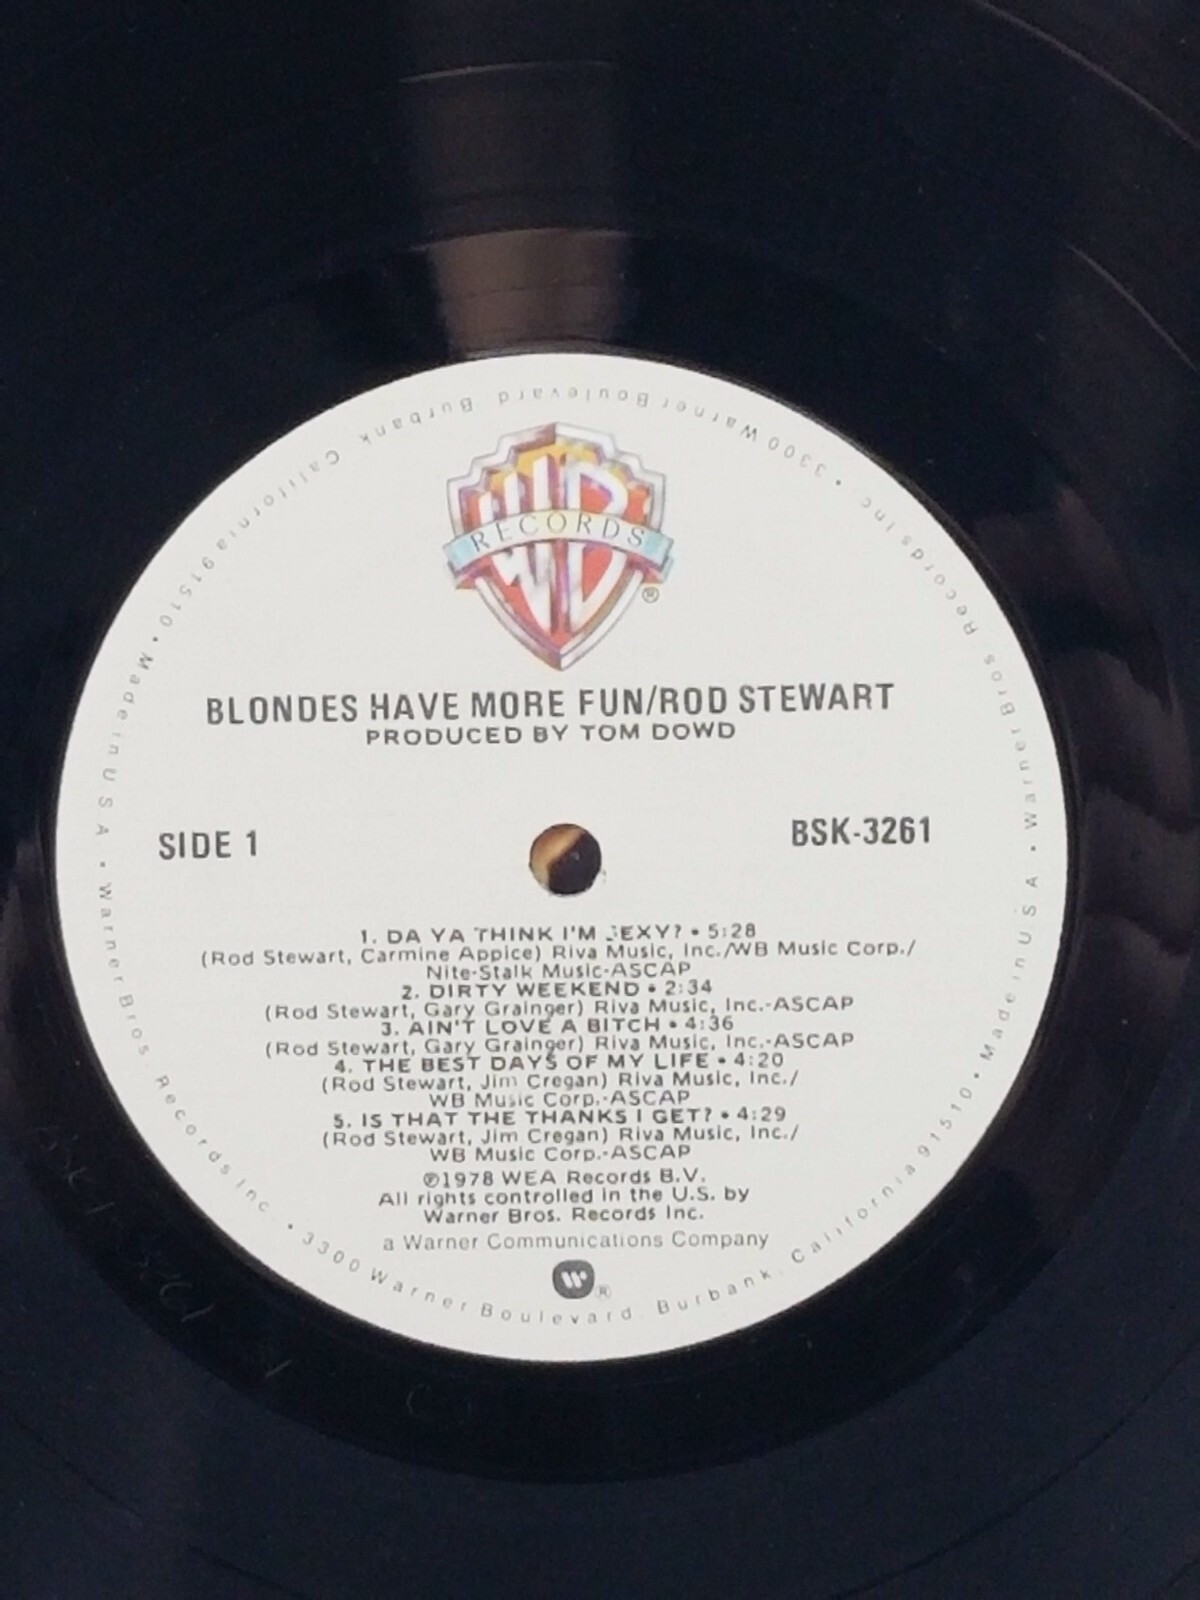 WB
RECORDS
®
BLONDES HAVE MORE FUN/ROD STEWART
PRODUCED BY TOM DOWD
SIDE 1
BSK-3261
1. DA YA THINK I'M SEXY? • 5:28
(Rod Stewart, Carmine Appice) Riva Music, Inc./WB Music Corp./
Nite-Stalk Music-ASCAP
2. DIRTY WEEKEND • 2:34
(Rod Stewart, Gary Grainger) Riva Music, Inc.-ASCAP
3. AIN'T LOVE A BITCH • 4:36
(Rod Stewart, Gary Grainger) Riva Music, Inc.-ASCAP
4. THE BEST DAYS OF MY LIFE • 4:20
(Rod Stewart, Jim Cregan) Riva Music, Inc./
WB Music Corp.-ASCAP
5. IS THAT THE THANKS I GET? • 4:29
(Rod Stewart, Jim Cregan) Riva Music, Inc./
WB Music Corp.-ASCAP
℗1978 WEA Records B.V.
All rights controlled in the U.S. by
Warner Bros. Records Inc.
a Warner Communications Company
W ®
Warner Bros. Records Inc. • 3300 Warner Boulevard, Burbank, California 91510 • Made in U S A • Warner Bros. Records Inc. • 3300 Warner Boulevard Burbank, California 91510 • Made in U S A •